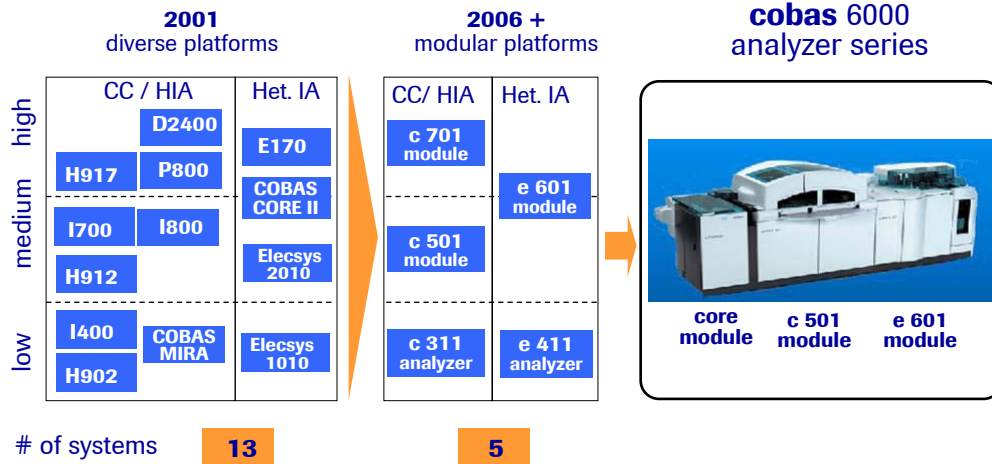 2001
diverse platforms
2006 +
modular platforms
cobas 6000
analyzer series
high
medium
low
CC / HIA
Het. IA
D2400
H917
P800
E170
COBAS
CORE II
I700
I800
H912
Elecsys
2010
I400
COBAS
MIRA
H902
Elecsys
1010
CC/ HIA
Het. IA
c 701
module
e 601
module
c 501
module
c 311
analyzer
e 411
analyzer
core
module
c 501
module
e 601
module
# of systems
13
5